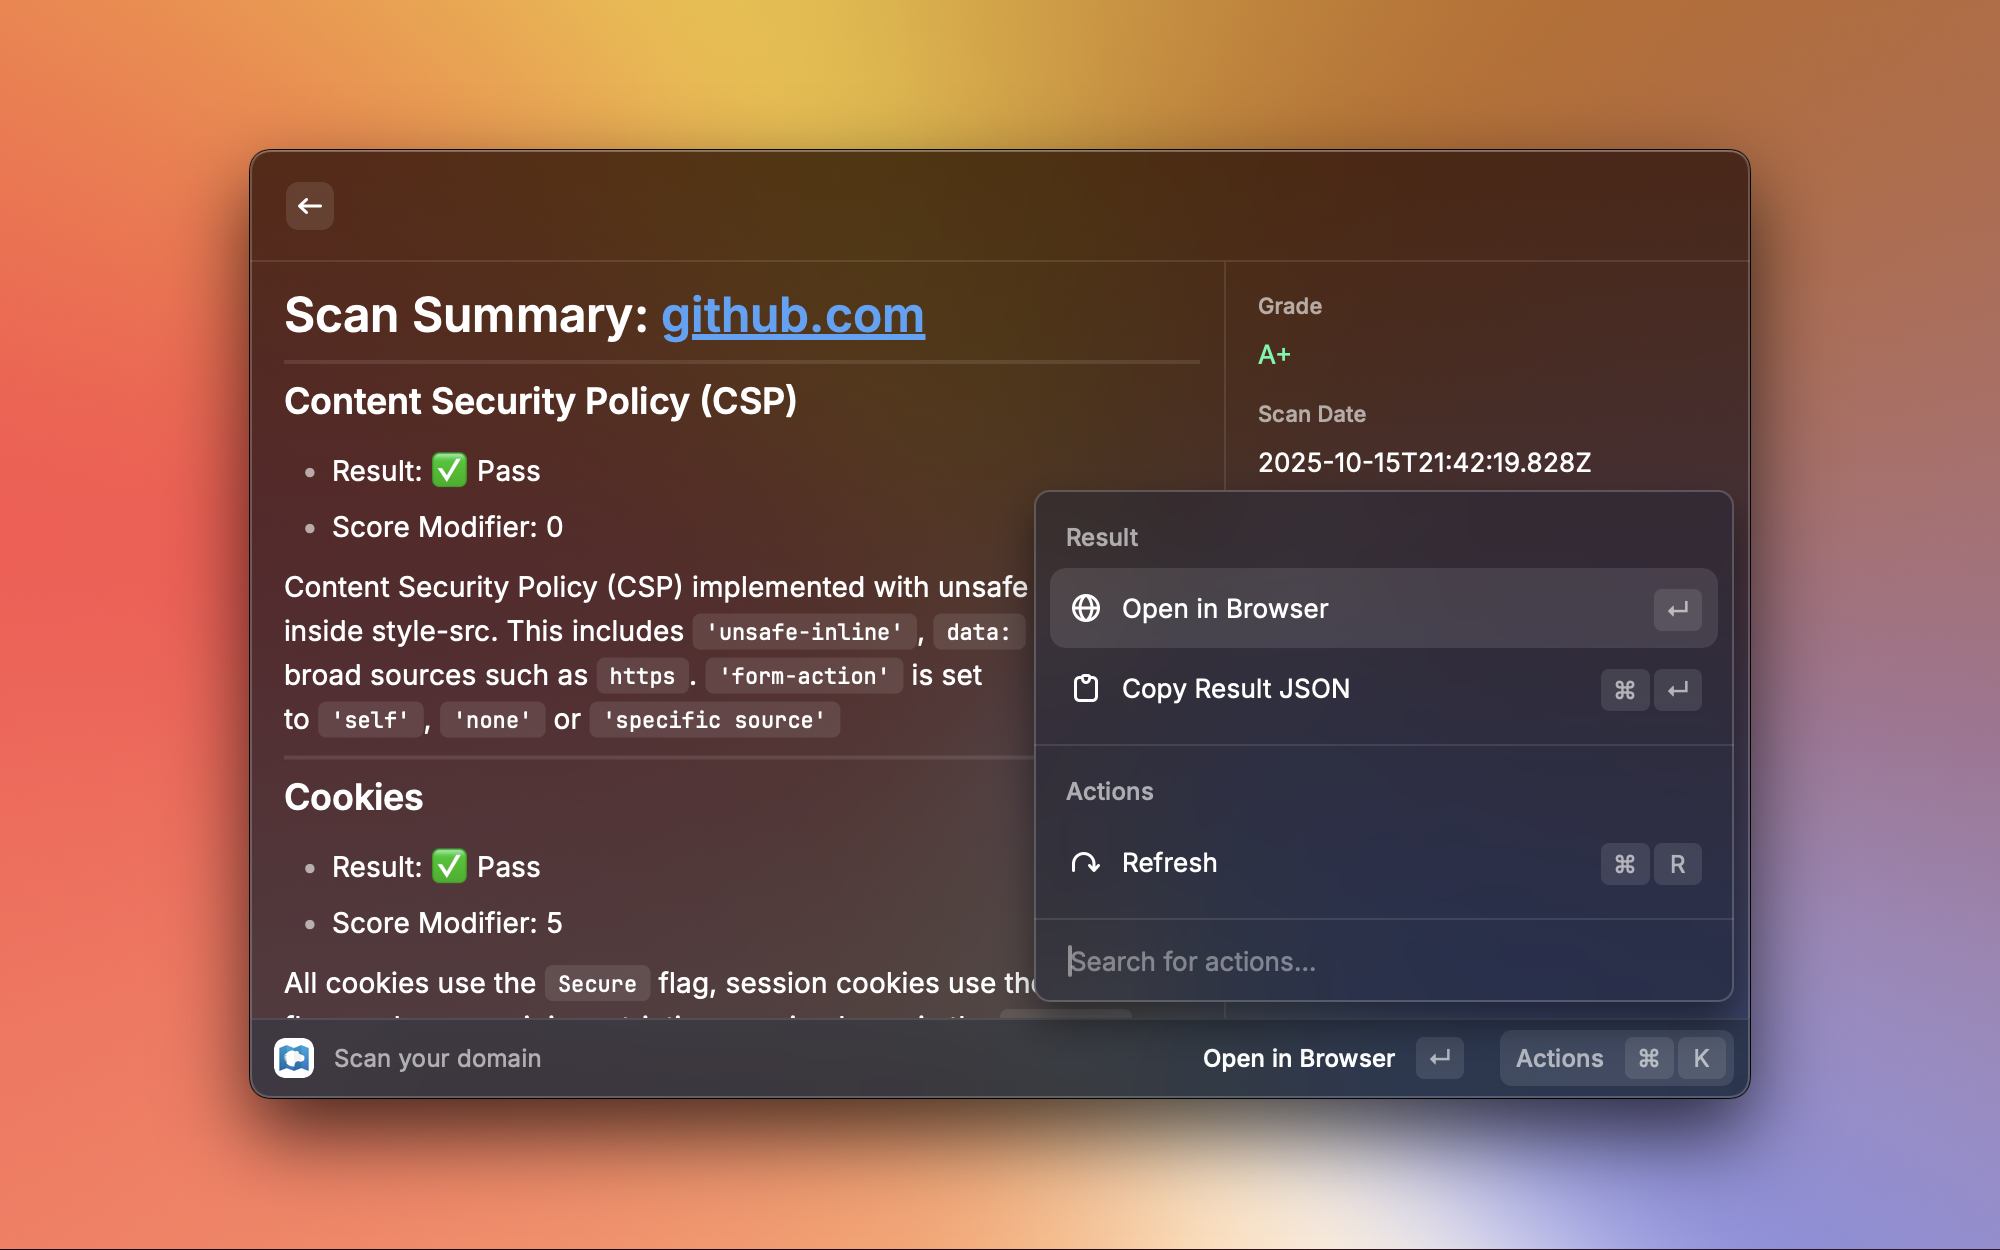 Scan Summary: github.com
Content Security Policy (CSP)
Result: ✅ Pass
Score Modifier: 0
Content Security Policy (CSP) implemented with unsafe
inside style-src. This includes 'unsafe-inline', data:
broad sources such as https. 'form-action' is set
to 'self', 'none' or 'specific source'
Cookies
Result: ✅ Pass
Score Modifier: 5
All cookies use the Secure flag, session cookies use the
Grade
A+
Scan Date
2025-10-15T21:42:19.828Z
Result
Open in Browser ↵
Copy Result JSON ⌘ ↵
Actions
Refresh ⌘ R
Search for actions...
Scan your domain
Open in Browser ↵
Actions ⌘ K